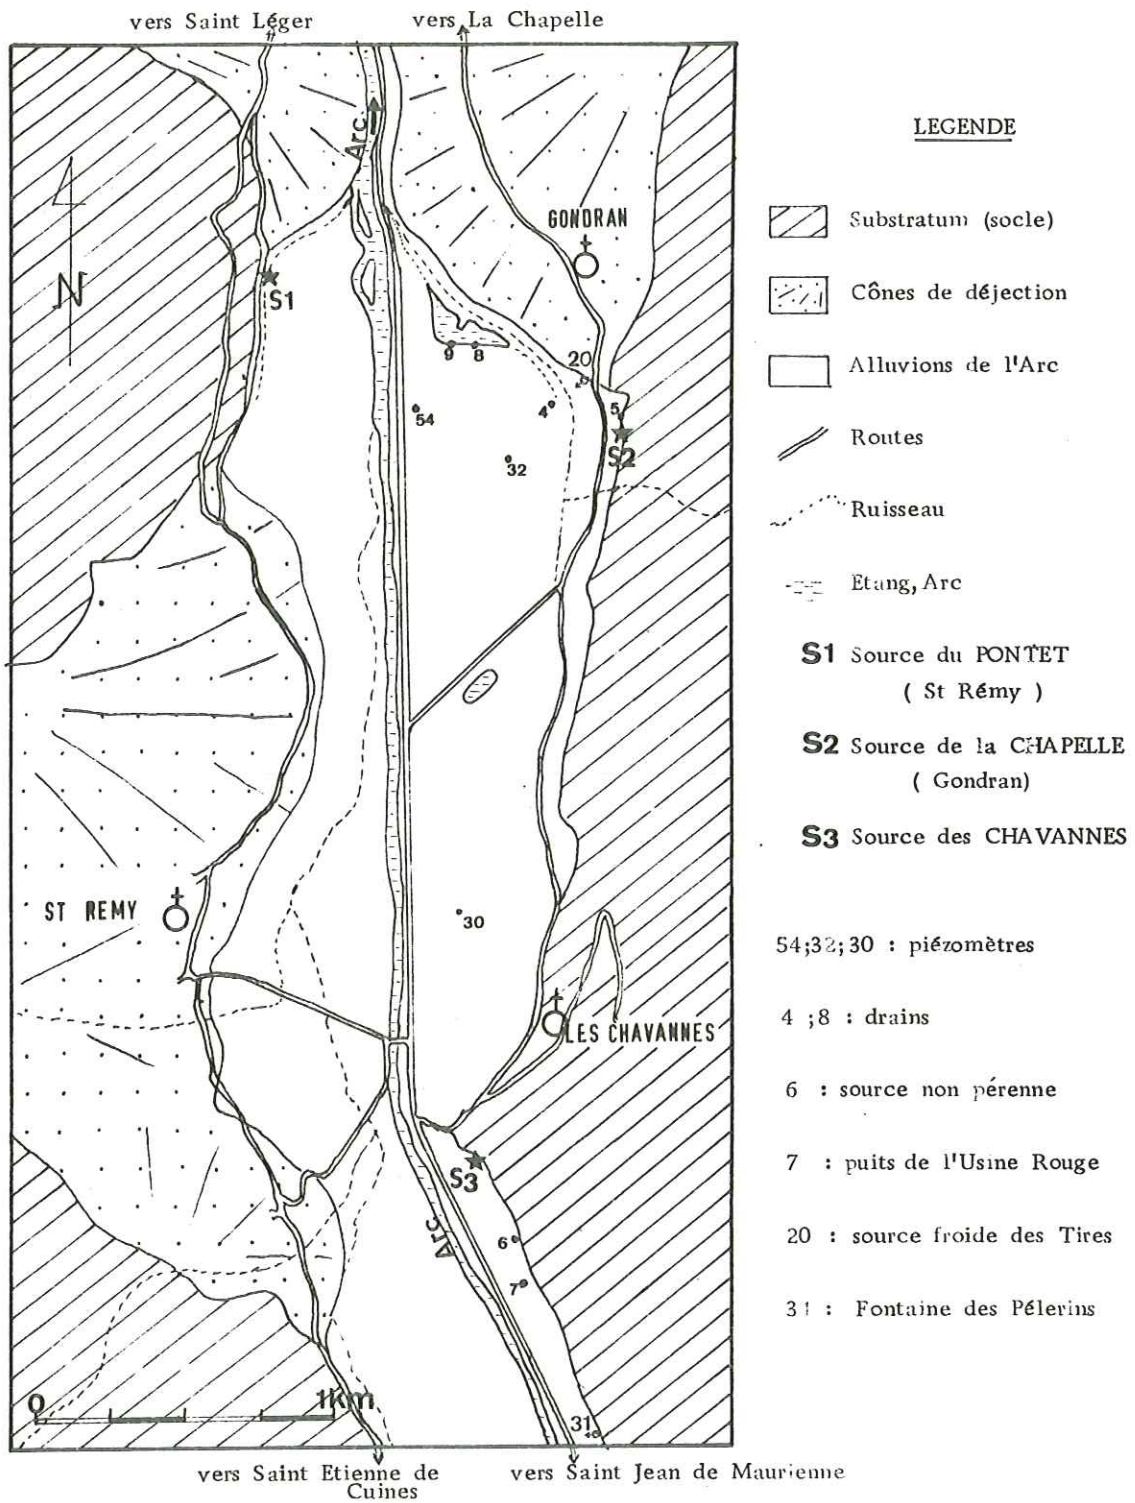 vers Saint Léger
vers La Chapelle
Arc
N
GONDRAN
S1
9
8
20
54
4
5
S2
32
ST REMY
30
LES CHAVANNES
S3
Arc
6
7
31
0
1km
vers Saint Etienne de
Cuines
vers Saint Jean de Maurienne
LEGENDE
Substratum (socle)
Cônes de déjection
Alluvions de l'Arc
Routes
Ruisseau
Etang, Arc
S1 Source du PONTET
( St Rémy )
S2 Source de la CHAPELLE
( Gondran)
S3 Source des CHAVANNES
54;32;30 : piézomètres
4 ;8 : drains
6 : source non pérenne
7 : puits de l'Usine Rouge
20 : source froide des Tires
31 : Fontaine des Pélerins